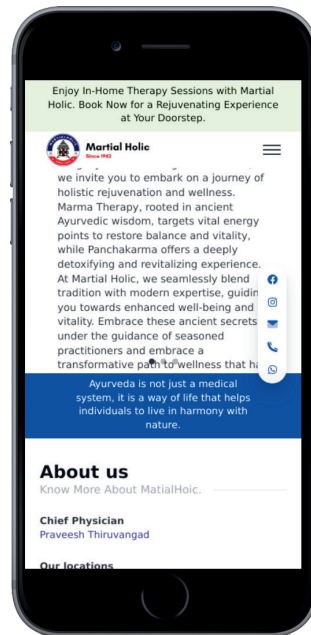 Enjoy In-Home Therapy Sessions with Martial
Holic. Book Now for a Rejuvenating Experience
at Your Doorstep.
Martial Holic
Since 1942
we invite you to embark on a journey of
holistic rejuvenation and wellness.
Marma Therapy, rooted in ancient
Ayurvedic wisdom, targets vital energy
points to restore balance and vitality,
while Panchakarma offers a deeply
detoxifying and revitalizing experience.
At Martial Holic, we seamlessly blend
tradition with modern expertise, guidin
you towards enhanced well-being and
vitality. Embrace these ancient secrets
under the guidance of seasoned
practitioners and embrace a
transformative path to wellness that ha
Ayurveda is not just a medical
system, it is a way of life that helps
individuals to live in harmony with
nature.
About us
Know More About MatialHoic.
Chief Physician
Praveesh Thiruvangad
Our locations